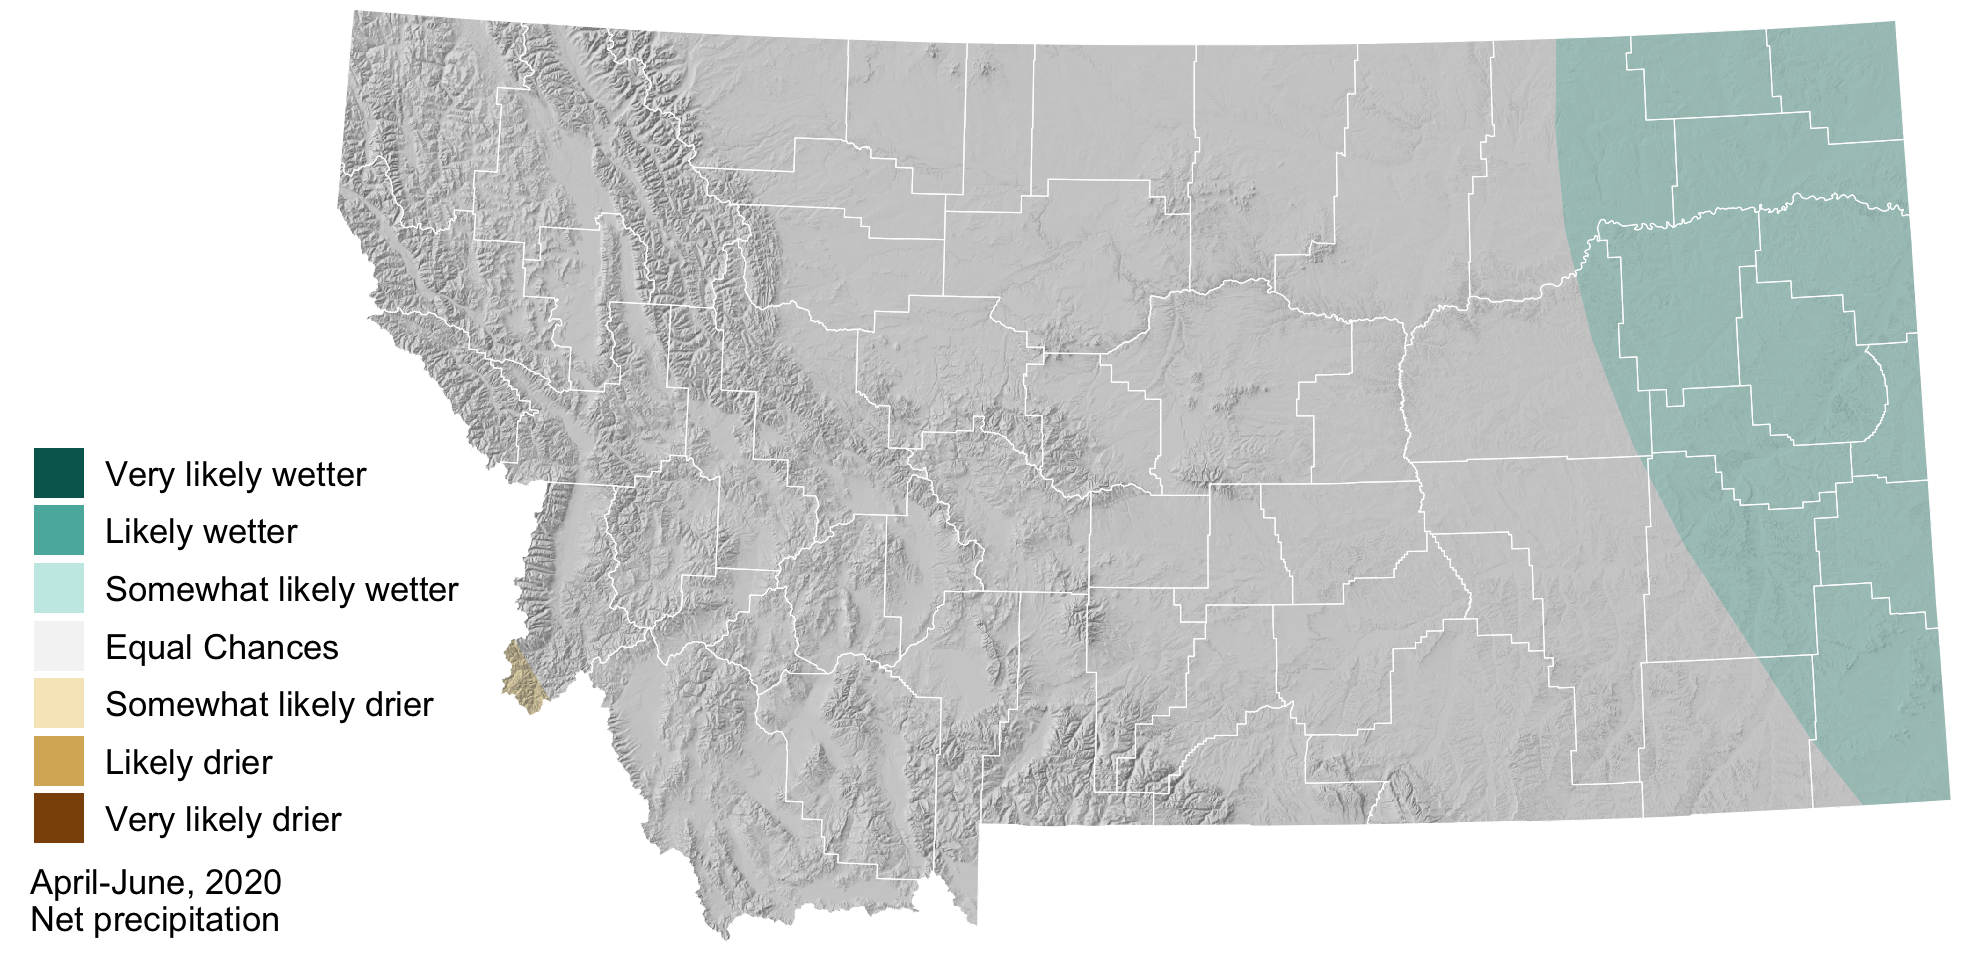 Very likely wetter
Likely wetter
Somewhat likely wetter
Equal Chances
Somewhat likely drier
Likely drier
Very likely drier
April-June, 2020
Net precipitation